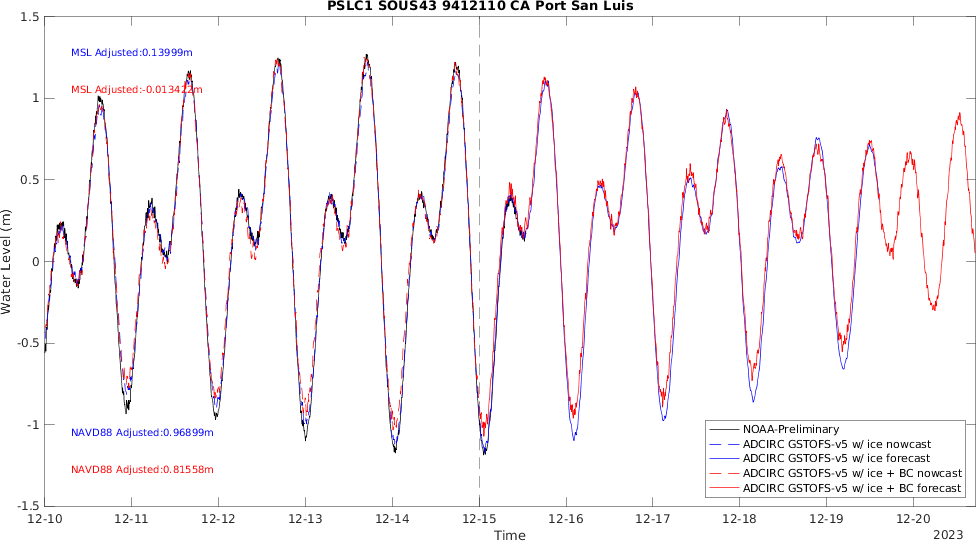 PSLC1 SOUS43 9412110 CA Port San Luis
1.5
1
0.5
0
-0.5
-1
-1.5
Water Level (m)
MSL Adjusted:0.13999m
MSL Adjusted:-0.013422m
NAVD88 Adjusted:0.96899m
NAVD88 Adjusted:0.81558m
NOAA-Preliminary
ADCIRC GSTOFS-v5 w/ ice nowcast
ADCIRC GSTOFS-v5 w/ ice forecast
ADCIRC GSTOFS-v5 w/ ice + BC nowcast
ADCIRC GSTOFS-v5 w/ ice + BC forecast
12-10 12-11 12-12 12-13 12-14 12-15 12-16 12-17 12-18 12-19 12-20
Time
2023